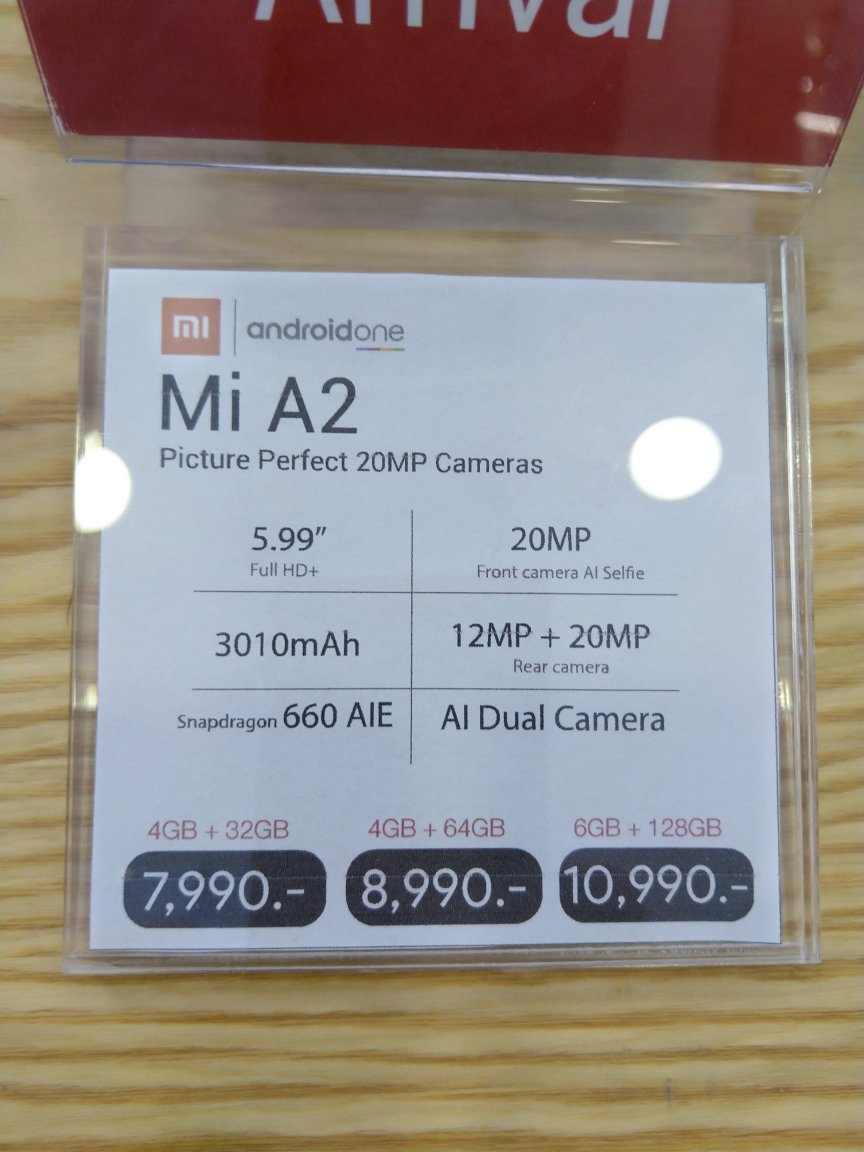 Arrival
mi androidone
Mi A2
Picture Perfect 20MP Cameras
5.99″ 20MP
Full HD+ Front camera AI Selfie
3010mAh 12MP + 20MP
Rear camera
Snapdragon 660 AIE AI Dual Camera
4GB + 32GB 4GB + 64GB 6GB + 128GB
7,990.- 8,990.- 10,990.-